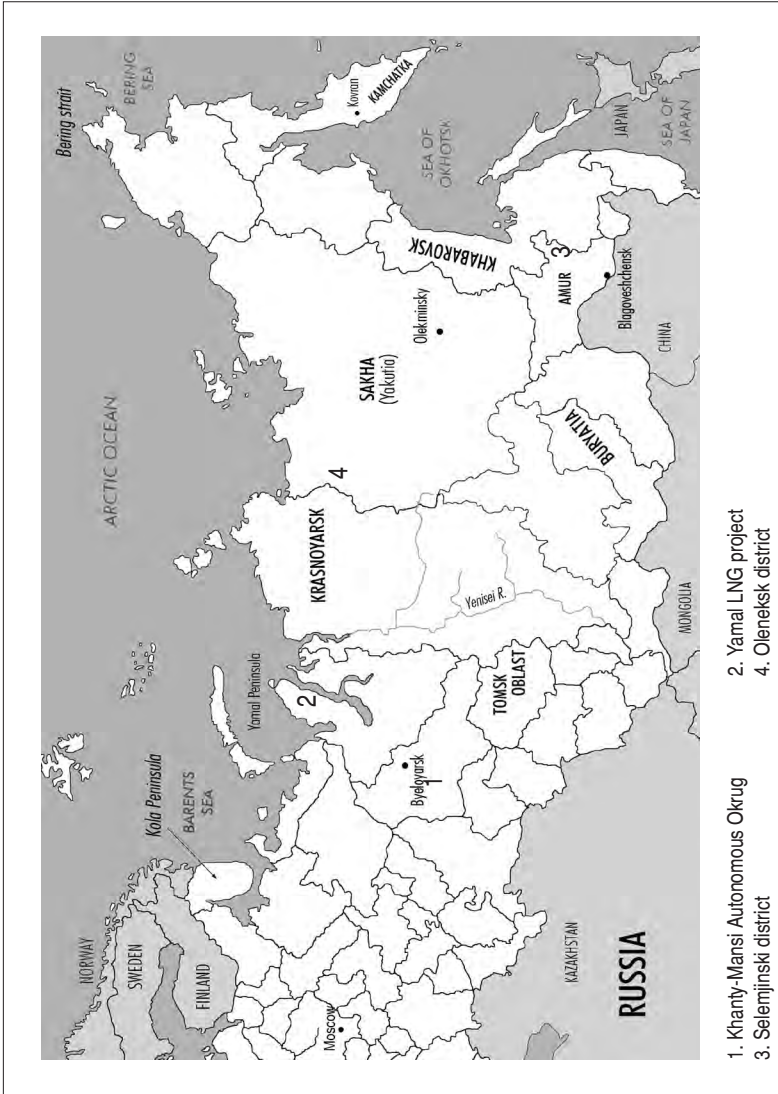 Bering strait
BERING
SEA
ARCTIC OCEAN
Kovran
KAMCHATKA
Yamal Peninsula
Kola Peninsula
BARENTS
SEA
SEA OF
OKHOTSK
NORWAY
SWEDEN
FINLAND
2
KRASNOYARSK
4
SAKHA
(Yakutia)
KHABAROVSK
Olekminsky
JAPAN
SEA OF
JAPAN
Moscow
Byeloyarsk
1
Yenisei R.
TOMSK
OBLAST
AMUR
3
Blagoveshchensk
BURYATIA
RUSSIA
KAZAKHSTAN
MONGOLIA
CHINA
1. Khanty-Mansi Autonomous Okrug
2. Yamal LNG project
3. Selemjinski district
4. Oleneksk district